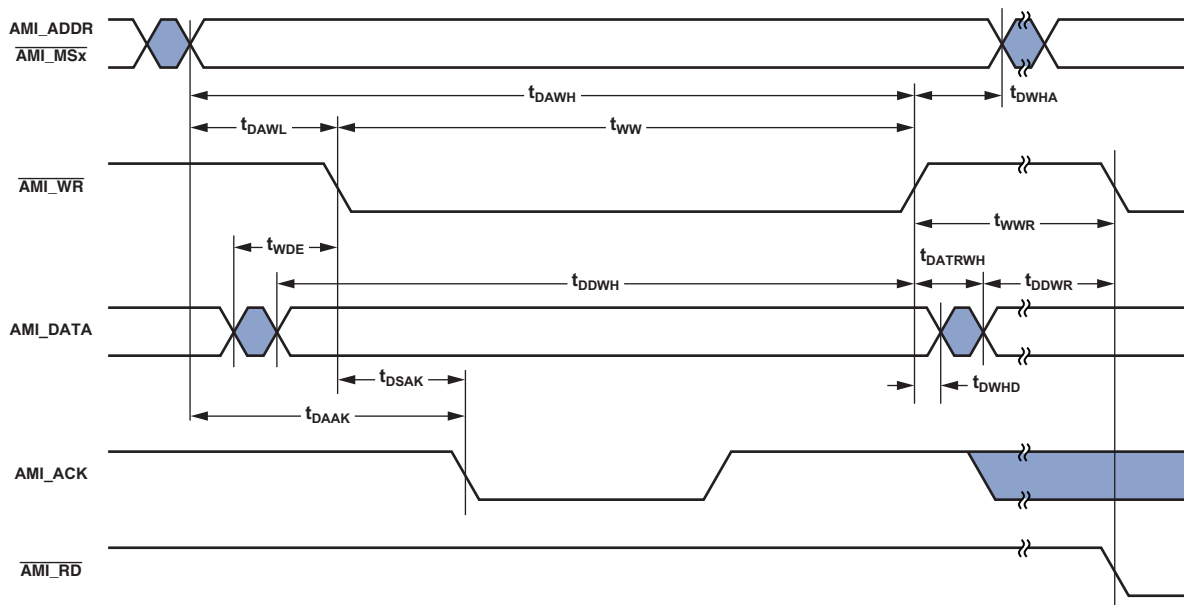 AMI_ADDR
AMI_MSx
tDAWH
tDWHA
tDAWL
tWW
AMI_WR
tWWR
tWDE
tDATRWH
tDDWH
tDDWR
AMI_DATA
tDSAK
tDWHD
tDAAK
AMI_ACK
AMI_RD